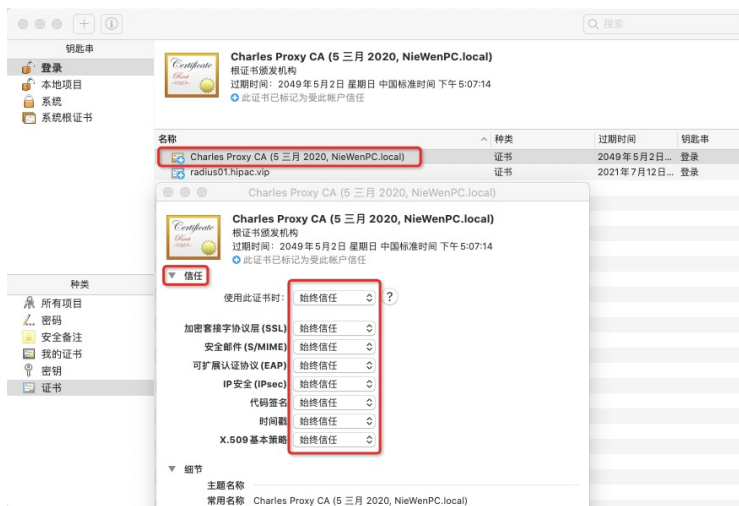 搜索
钥匙串
登录
本地项目
系统
系统根证书
Certificate
Root
Charles Proxy CA (5 三月 2020, NieWenPC.local)
根证书颁发机构
过期时间: 2049年5月2日 星期日 中国标准时间 下午5:07:14
此证书已标记为受此帐户信任
名称 种类 过期时间 钥匙串
Charles Proxy CA (5 三月 2020, NieWenPC.local) 证书 2049年5月2日... 登录
radius01.hipac.vip 证书 2021年7月12日... 登录
Charles Proxy CA (5 三月 2020, NieWenPC.local)
Certificate
Root
Charles Proxy CA (5 三月 2020, NieWenPC.local)
根证书颁发机构
过期时间: 2049年5月2日 星期日 中国标准时间 下午5:07:14
此证书已标记为受此帐户信任
信任
使用此证书时: 始终信任 ?
加密套接字协议层 (SSL) 始终信任
安全邮件 (S/MIME) 始终信任
可扩展认证协议 (EAP) 始终信任
IP安全 (IPsec) 始终信任
代码签名 始终信任
时间戳 始终信任
X.509基本策略 始终信任
细节
主题名称
常用名称 Charles Proxy CA (5 三月 2020, NieWenPC.local)
种类
所有项目
密码
安全备注
我的证书
密钥
证书